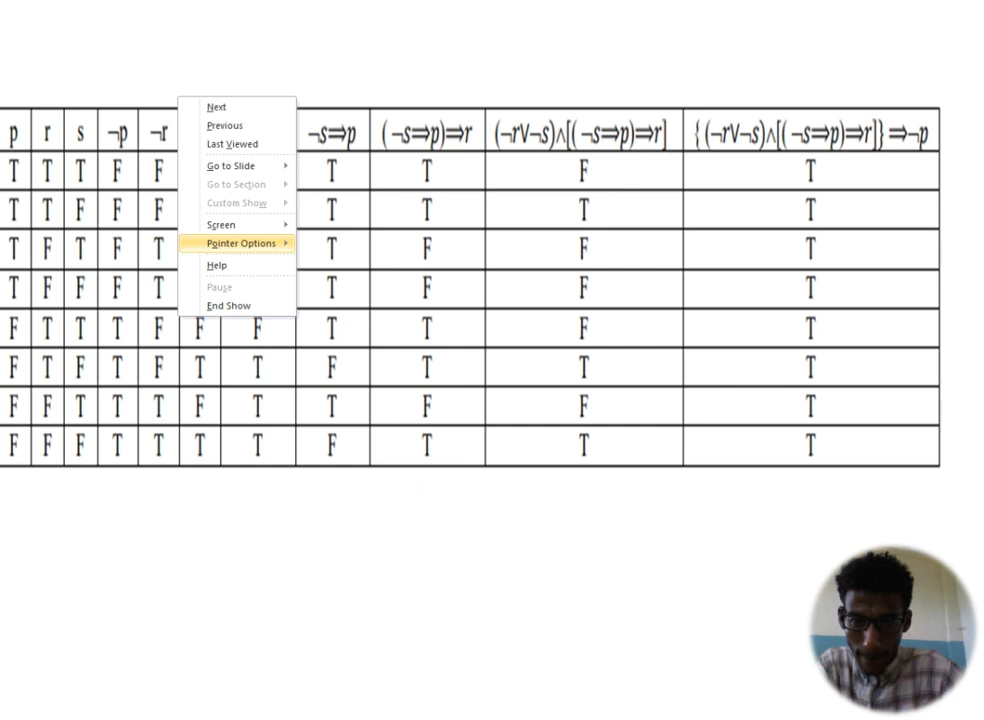 p r s ¬p ¬r ¬s⇒p (¬s⇒p)⇒r (¬r∨¬s)∧[(¬s⇒p)⇒r] {(¬r∨¬s)∧[(¬s⇒p)⇒r]}⇒¬p
T T T F F T T F T
T T F F F T T T T
T F T F T T F F T
T F F F T T F F T
F T T T F F F T T F T
F T F T F T T F T T T
F F T T T F T T F F T
F F F T T T T F T T T
Next
Previous
Last Viewed
Go to Slide
Go to Section
Custom Show
Screen
Pointer Options
Help
Pause
End Show